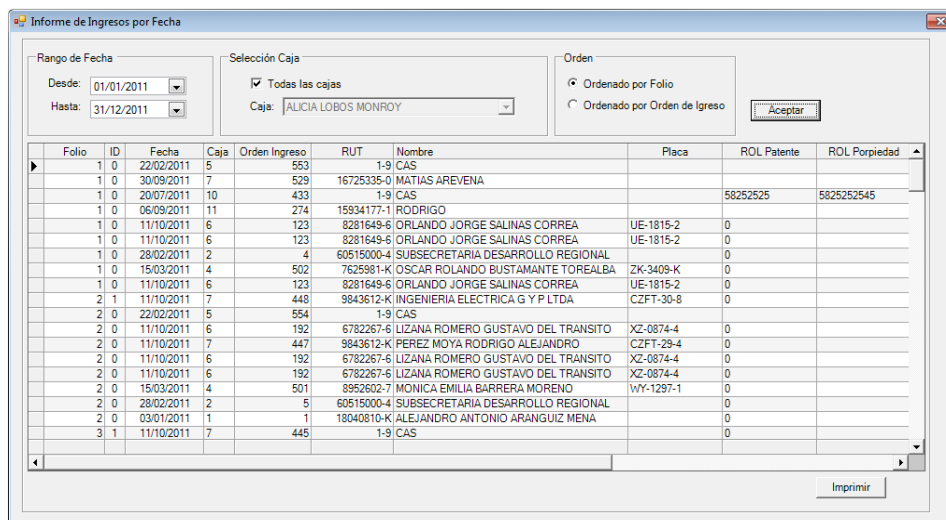 Informe de Ingresos por Fecha
Rango de Fecha
Desde: 01/01/2011
Hasta: 31/12/2011
Selección Caja
Todas las cajas
Caja: ALICIA LOBOS MONROY
Orden
Ordenado por Folio
Ordenado por Orden de Igreso
Aceptar
Folio ID Fecha Caja Orden Ingreso RUT Nombre Placa ROL Patente ROL Porpiedad
1 0 22/02/2011 5 553 1-9 CAS
1 0 30/09/2011 7 529 16725335-0 MATIAS AREVENA
1 0 20/07/2011 10 433 1-9 CAS 58252525 5825252545
1 0 06/09/2011 11 274 15934177-1 RODRIGO
1 0 11/10/2011 6 123 8281649-6 ORLANDO JORGE SALINAS CORREA UE-1815-2 0
1 0 11/10/2011 6 123 8281649-6 ORLANDO JORGE SALINAS CORREA UE-1815-2 0
1 0 28/02/2011 2 4 60515000-4 SUBSECRETARIA DESARROLLO REGIONAL 0
1 0 15/03/2011 4 502 7625981-K OSCAR ROLANDO BUSTAMANTE TOREALBA ZK-3409-K 0
1 0 11/10/2011 6 123 8281649-6 ORLANDO JORGE SALINAS CORREA UE-1815-2 0
2 1 11/10/2011 7 448 9843612-K INGENIERIA ELECTRICA G Y P LTDA CZFT-30-8 0
2 0 22/02/2011 5 554 1-9 CAS
2 0 11/10/2011 6 192 6782267-6 LIZANA ROMERO GUSTAVO DEL TRANSITO XZ-0874-4 0
2 0 11/10/2011 7 447 9843612-K PEREZ MOYA RODRIGO ALEJANDRO CZFT-29-4 0
2 0 11/10/2011 6 192 6782267-6 LIZANA ROMERO GUSTAVO DEL TRANSITO XZ-0874-4 0
2 0 11/10/2011 6 192 6782267-6 LIZANA ROMERO GUSTAVO DEL TRANSITO XZ-0874-4 0
2 0 15/03/2011 4 501 8952602-7 MONICA EMILIA BARRERA MORENO WY-1297-1 0
2 0 28/02/2011 2 5 60515000-4 SUBSECRETARIA DESARROLLO REGIONAL 0
2 0 03/01/2011 1 1 18040810-K ALEJANDRO ANTONIO ARANGUIZ MENA 0
3 1 11/10/2011 7 445 1-9 CAS 0
Imprimir